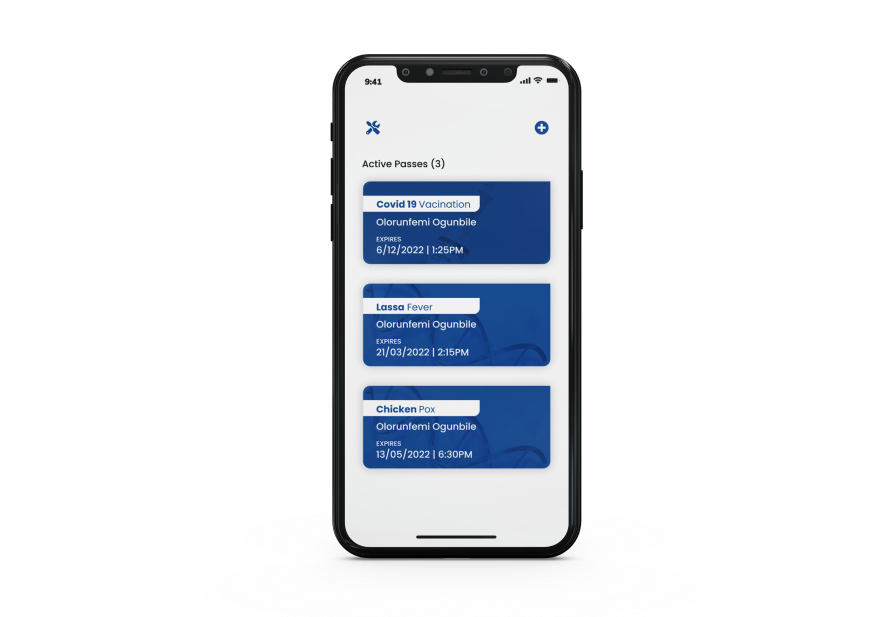 9:41
Active Passes (3)
Covid 19 Vacination
Olorunfemi Ogunbile
EXPIRES
6/12/2022 | 1:25PM
Lassa Fever
Olorunfemi Ogunbile
EXPIRES
21/03/2022 | 2:15PM
Chicken Pox
Olorunfemi Ogunbile
EXPIRES
13/05/2022 | 6:30PM